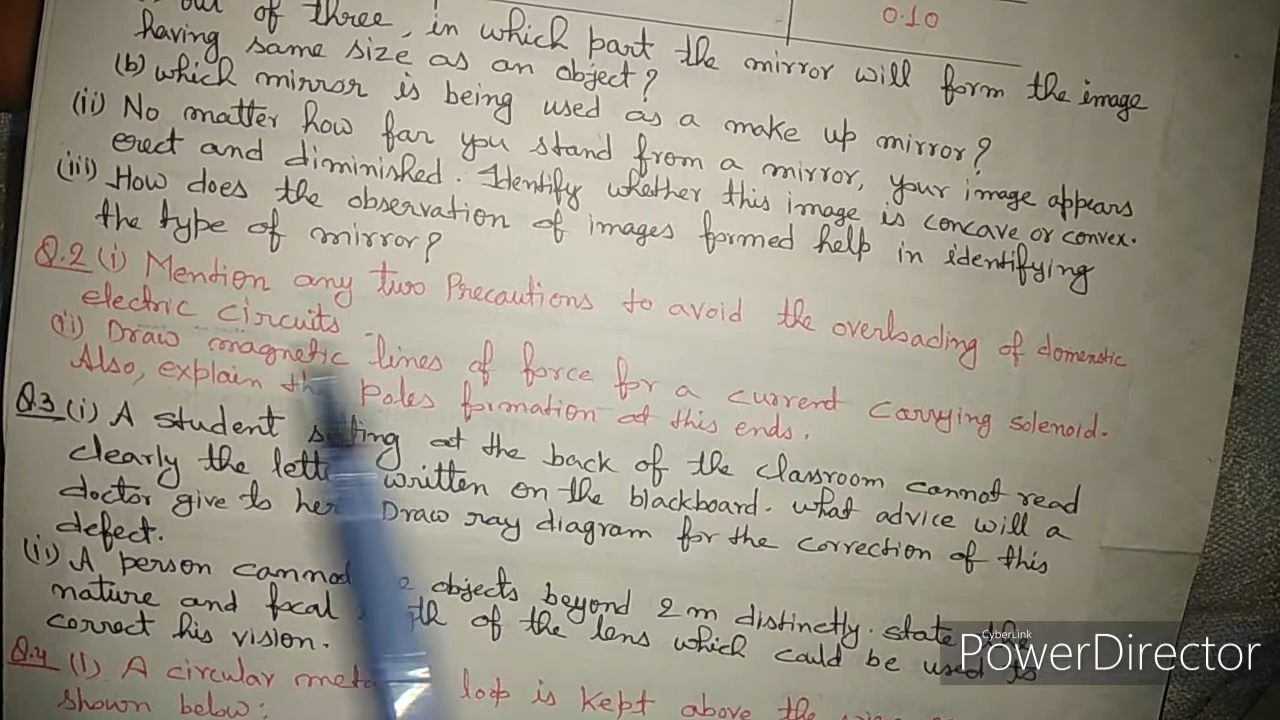 0.10
out of three, in which part the mirror will form the image
having same size as an object?
(b) which mirror is being used as a make up mirror?
(ii) No matter how far you stand from a mirror, your image appears
erect and diminished. Identify whether this image is concave or convex.
(iii) How does the observation of images formed help in identifying
the type of mirror?
Q.2 (i) Mention any two Precautions to avoid the overloading of domenstic
electric circuits
(ii) Draw magnetic lines of force for a current carrying solenoid.
Also, explain the Poles formation at this ends.
Q.3 (i) A student at the back of the classroom cannot read
clearly the written on the blackboard. what advice will a
doctor give to her Draw ray diagram for the correction of this
defect.
(ii) A person objects beyond 2 m distinctly. state the
nature and focal of the lens which could be used to
correct his vision.
Q.4 (i) A circular loop is kept above the
shown below:
CyberLink
PowerDirector